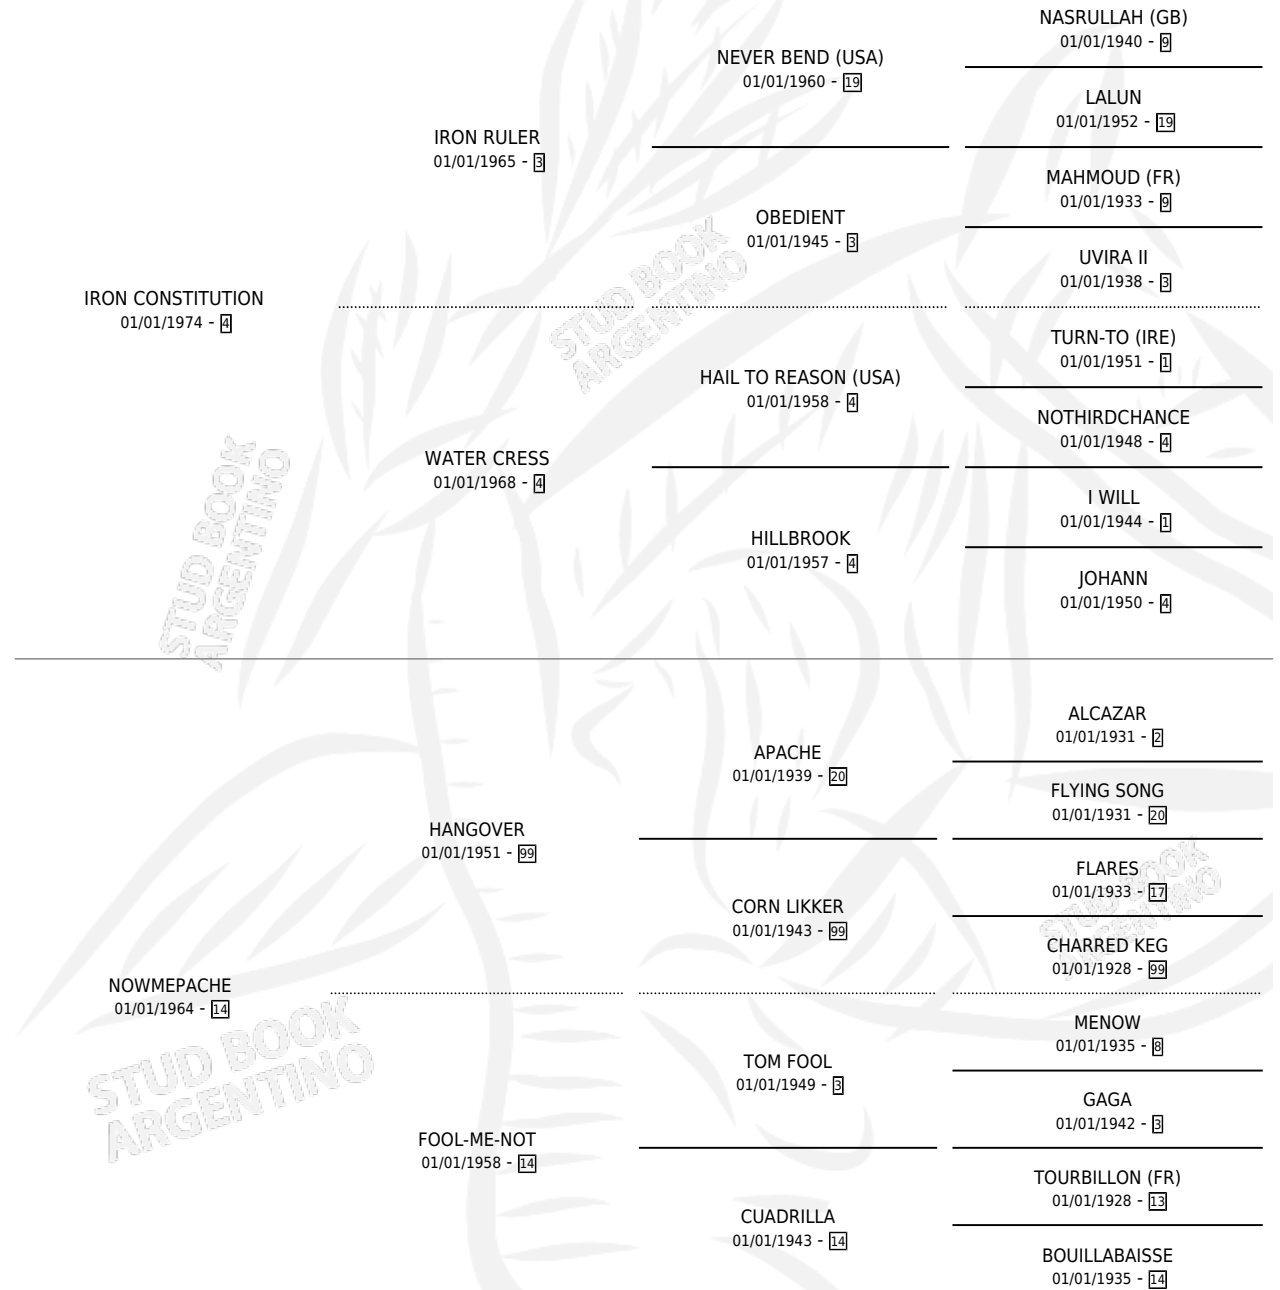 NASRULLAH (GB)
01/01/1940 - 9
NEVER BEND (USA)
01/01/1960 - 19
LALUN
01/01/1952 - 19
IRON RULER
01/01/1965 - 3
MAHMOUD (FR)
01/01/1933 - 9
OBEDIENT
01/01/1945 - 3
UVIRA II
01/01/1938 - 3
IRON CONSTITUTION
01/01/1974 - 4
STUD BOOK
ARGENTINO
TURN-TO (IRE)
01/01/1951 - 1
HAIL TO REASON (USA)
01/01/1958 - 4
NOTHIRDCHANCE
01/01/1948 - 4
WATER CRESS
01/01/1968 - 4
I WILL
01/01/1944 - 1
HILLBROOK
01/01/1957 - 4
JOHANN
01/01/1950 - 4
STUD BOOK
ARGENTINO
ALCAZAR
01/01/1931 - 2
APACHE
01/01/1939 - 20
FLYING SONG
01/01/1931 - 20
HANGOVER
01/01/1951 - 99
FLARES
01/01/1933 - 17
CORN LIKKER
01/01/1943 - 99
STUD BOOK
ARGENTINO
CHARRED KEG
01/01/1928 - 99
NOWMEPACHE
01/01/1964 - 14
STUD BOOK
ARGENTINO
MENOW
01/01/1935 - 8
TOM FOOL
01/01/1949 - 3
GAGA
01/01/1942 - 3
FOOL-ME-NOT
01/01/1958 - 14
TOURBILLON (FR)
01/01/1928 - 13
CUADRILLA
01/01/1943 - 14
BOUILLABAISSE
01/01/1935 - 14